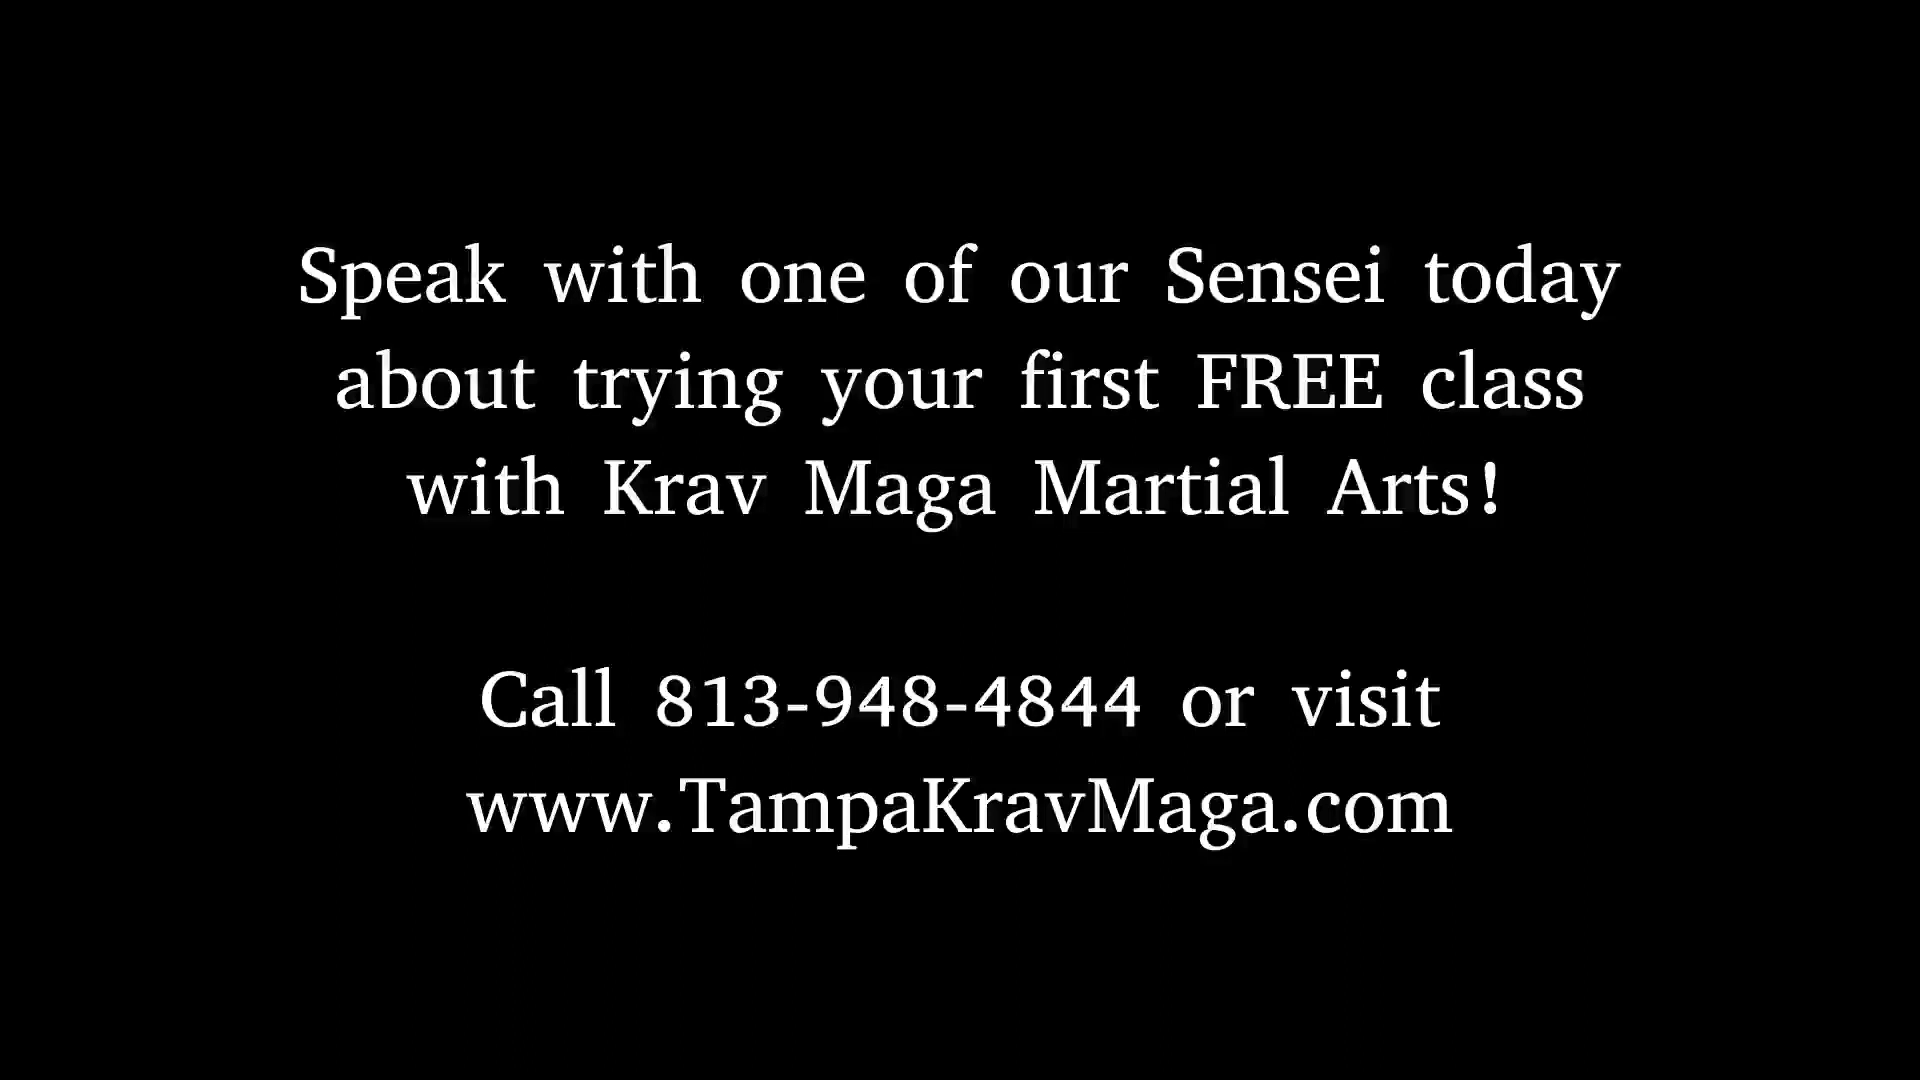 Speak with one of our Sensei today
about trying your first FREE class
with Krav Maga Martial Arts!
Call 813-948-4844 or visit
www.TampaKravMaga.com